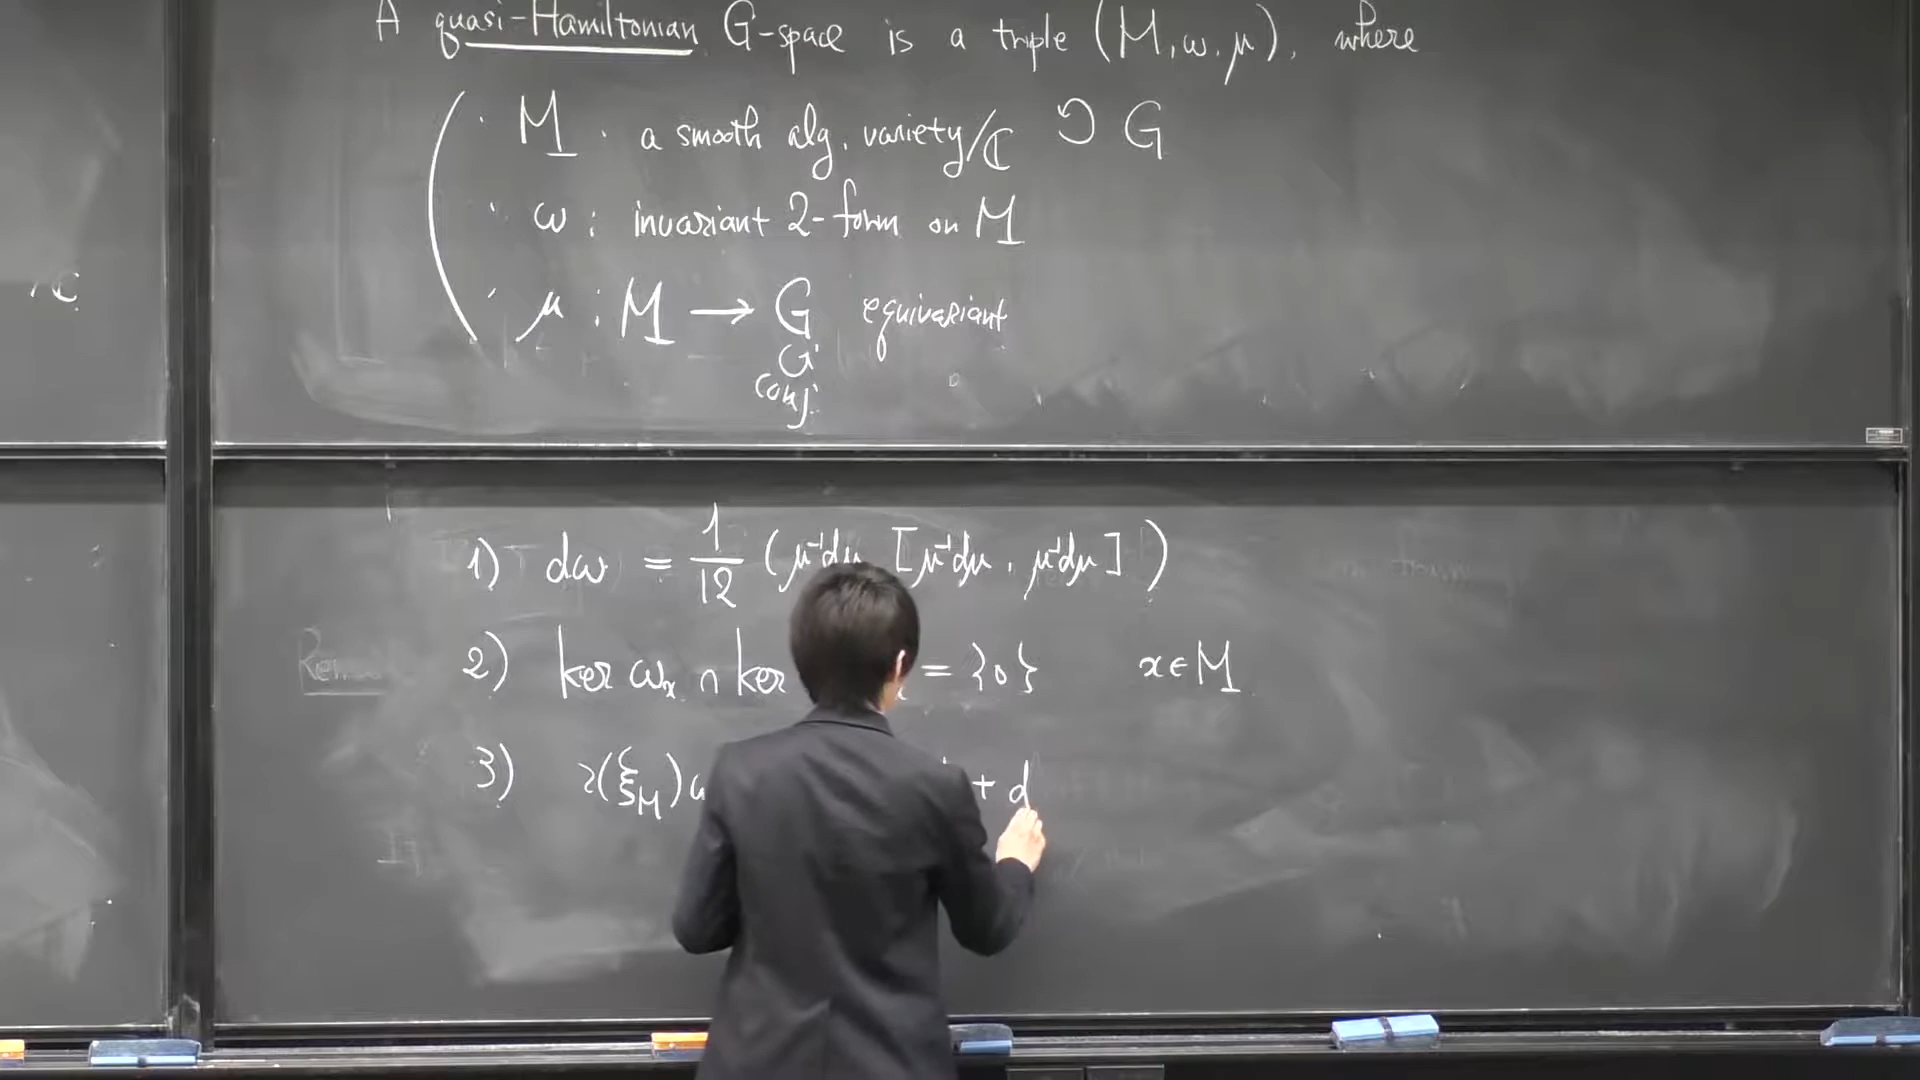 A quasi-Hamiltonian G-space is a triple (M, ω, μ), where
· M · a smooth alg. variety/ℂ ↻ G
· ω : invariant 2-form on M
· μ : M → G equivariant
conj.
1) dω = 1/12 (μ⁻¹dμ [μ⁻¹dμ, μ⁻¹dμ])
2) ker ωₓ ∩ ker = {0} x ∈ M
3) ι(ξ_M) + d